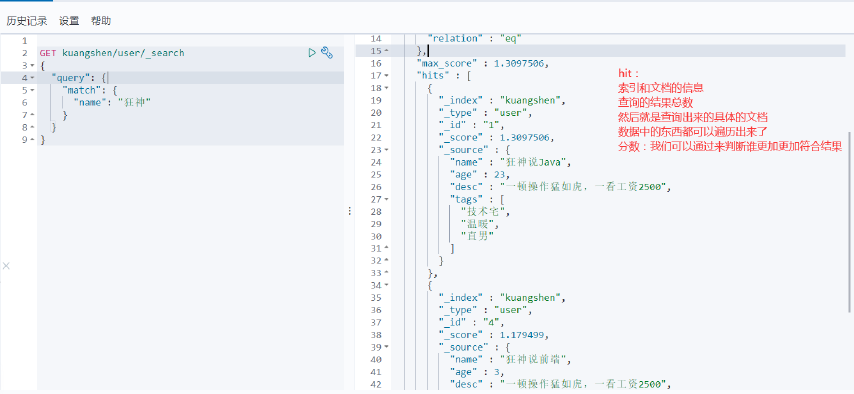 历史记录 设置 帮助
1
2 GET kuangshen/user/_search
3 {
4 "query": {
5 "match": {
6 "name": "狂神"
7 }
8 }
9 }
14 "relation" : "eq"
15 },
16 "max_score" : 1.3097506,
17 "hits" : [
18 {
19 "_index" : "kuangshen",
20 "_type" : "user",
21 "_id" : "1",
22 "_score" : 1.3097506,
23 "_source" : {
24 "name" : "狂神说Java",
25 "age" : 23,
26 "desc" : "一顿操作猛如虎，一看工资2500",
27 "tags" : [
28 "技术宅",
29 "温暖",
30 "直男"
31 ]
32 }
33 },
34 {
35 "_index" : "kuangshen",
36 "_type" : "user",
37 "_id" : "4",
38 "_score" : 1.179499,
39 "_source" : {
40 "name" : "狂神说前端",
41 "age" : 3,
42 "desc" : "一顿操作猛如虎，一看工资2500",
hit：
索引和文档的信息
查询的结果总数
然后就是查询出来的具体的文档
数据中的东西都可以遍历出来了
分数：我们可以通过来判断谁更加更加符合结果